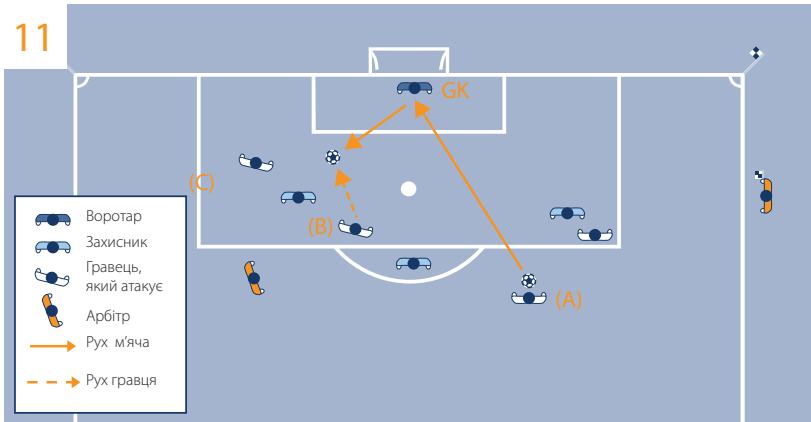 11
GK
(C)
(B)
(A)
Воротар
Захисник
Гравець,
який атакує
Арбітр
Рух м’яча
Рух гравця